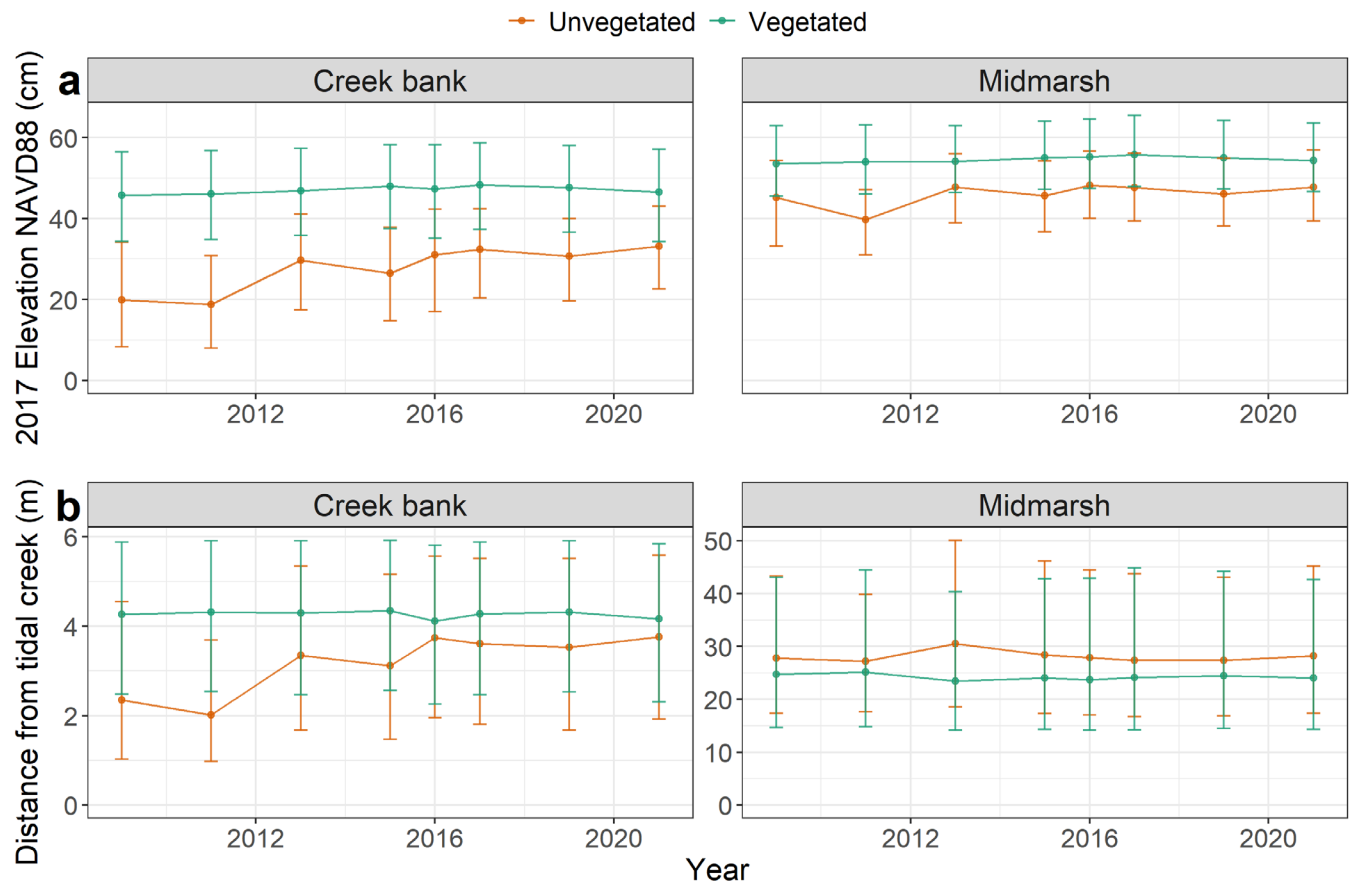 Unvegetated Vegetated
a
Creek bank
Midmarsh
2017 Elevation NAVD88 (cm)
60
40
20
0
2012 2016 2020
2012 2016 2020
b
Creek bank
Midmarsh
Distance from tidal creek (m)
6
4
2
0
50
40
30
20
10
0
2012 2016 2020
2012 2016 2020
Year